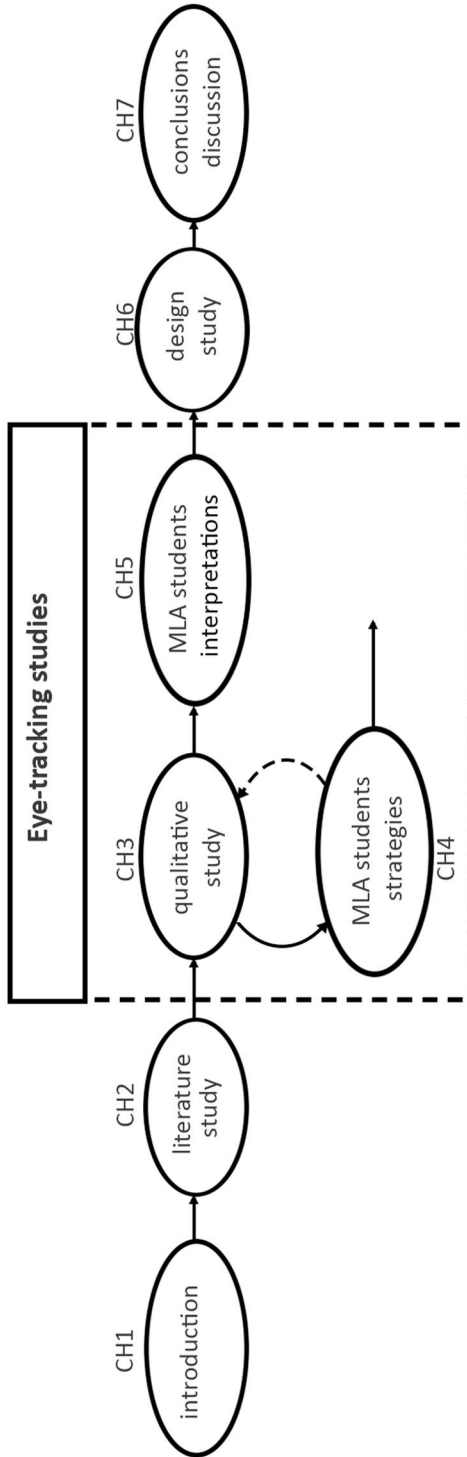 Eye-tracking studies
CH1
introduction
CH2
literature
study
CH3
qualitative
study
MLA students
strategies
CH4
CH5
MLA students
interpretations
CH6
design
study
CH7
conclusions
discussion